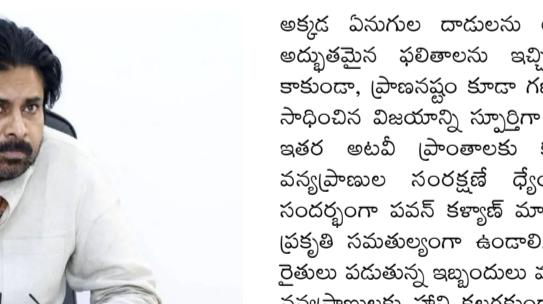 అక్కడ ఏనుగుల దాడులను
అద్భుతమైన ఫలితాలను
కాకుండా, ప్రాణనష్టం కూడా
సాధించిన విజయాన్ని స్ఫూర్తిగా
ఇతర అటవీ ప్రాంతాలకు
వన్యప్రాణుల సంరక్షణే
సందర్భంగా పవన్ కళ్యాణ్
ప్రకృతి సమతుల్యంగా ఉండాలి.
రైతులు పడుతున్న ఇబ్బందులు